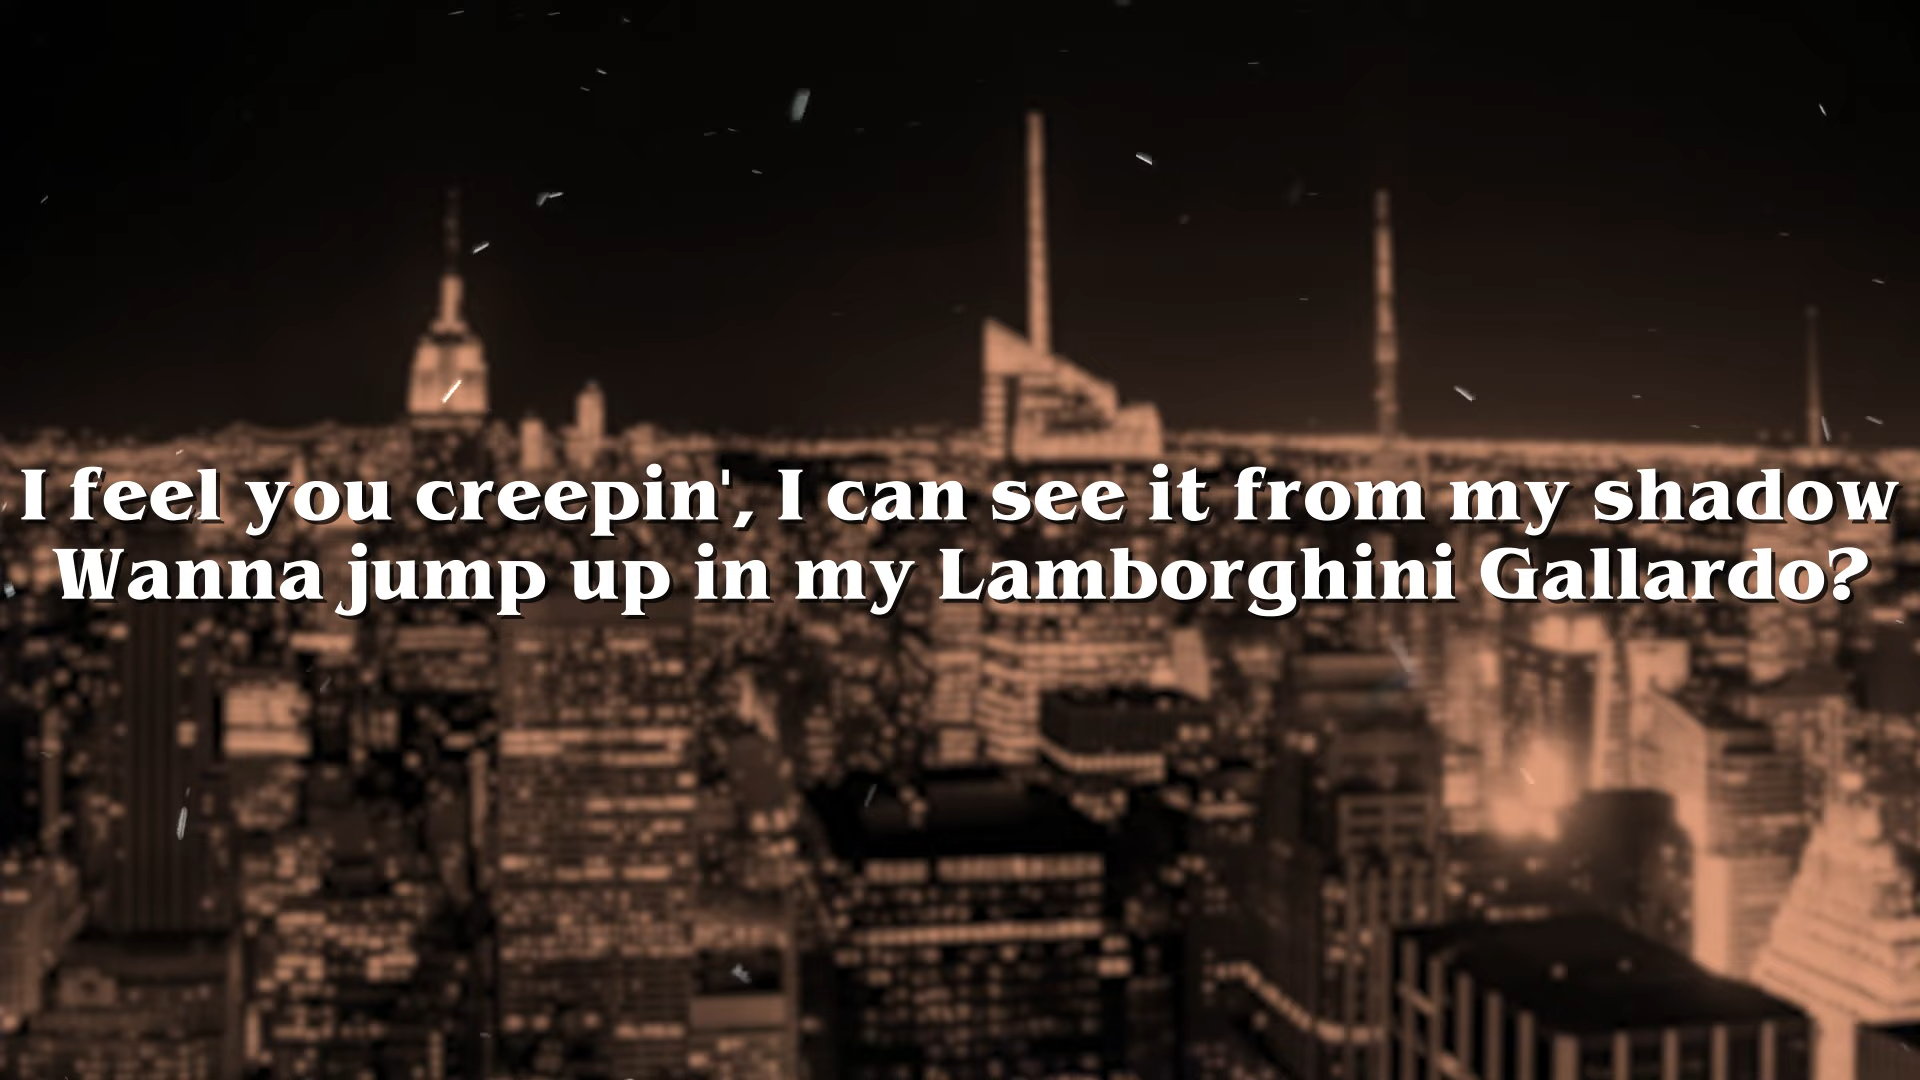 I feel you creepin', I can see it from my shadow
Wanna jump up in my Lamborghini Gallardo?